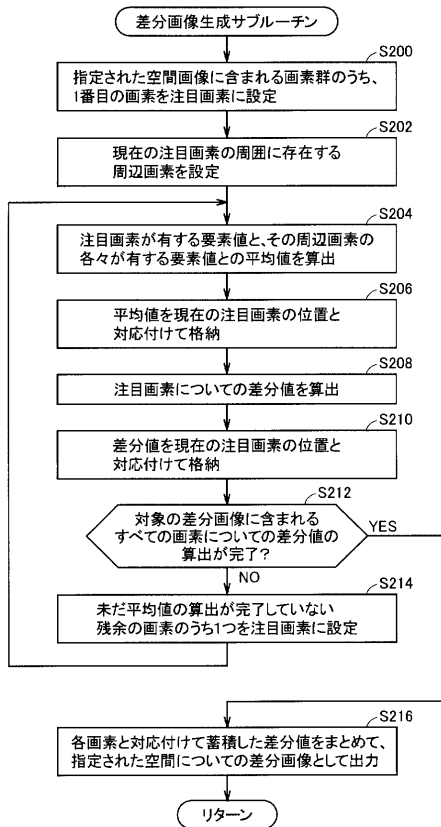 差分画像生成サブルーチン
S200
指定された空間画像に含まれる画素群のうち、
1番目の画素を注目画素に設定
S202
現在の注目画素の周囲に存在する
周辺画素を設定
S204
注目画素が有する要素値と、その周辺画素の
各々が有する要素値との平均値を算出
S206
平均値を現在の注目画素の位置と
対応付けて格納
S208
注目画素についての差分値を算出
S210
差分値を現在の注目画素の位置と
対応付けて格納
S212
対象の差分画像に含まれる
すべての画素についての差分値の
算出が完了?
YES
NO
S214
未だ平均値の算出が完了していない
残余の画素のうち1つを注目画素に設定
S216
各画素と対応付けて蓄積した差分値をまとめて、
指定された空間についての差分画像として出力
リターン